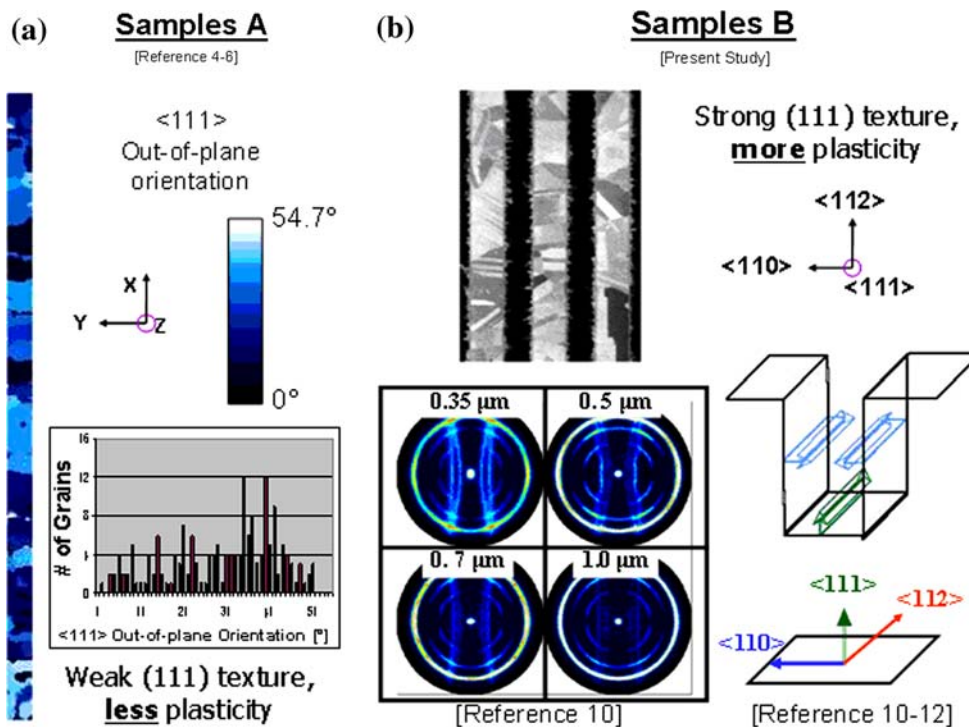 (a)
Samples A
[Reference 4-6]
<111>
Out-of-plane
orientation
54.7°
0°
X
Y
Z
16
12
8
# of Grains
0
1
11
21
31
51
<111> Out-of-plane Orientation [°]
Weak (111) texture,
less plasticity
(b)
Samples B
[Present Study]
Strong (111) texture,
more plasticity
<112>
<110>
<111>
0.35 μm
0.5 μm
0.7 μm
1.0 μm
[Reference 10]
<111>
<112>
<110>
[Reference 10-12]